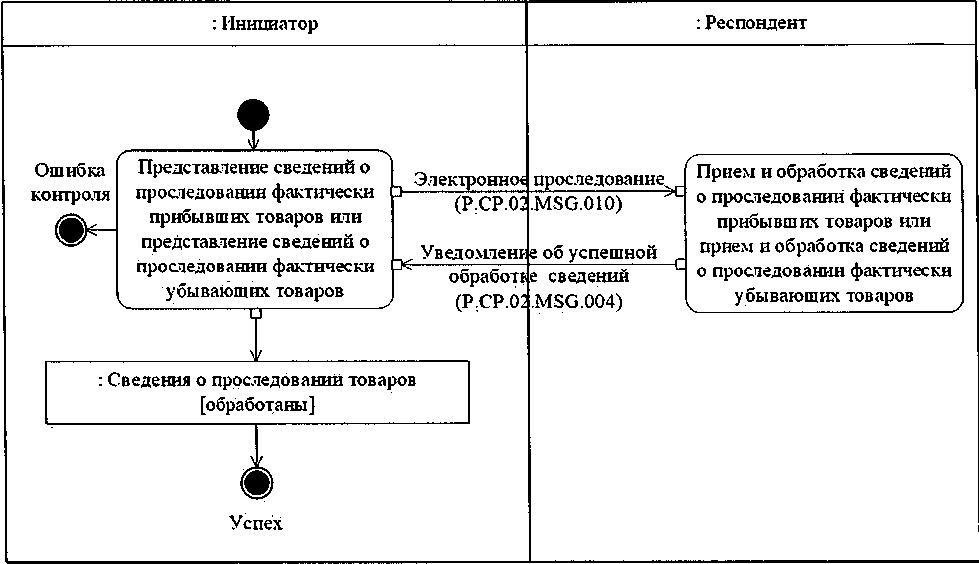 : Инициатор
: Респондент
Ошибка
контроля
Представление сведений о
проследовании фактически
прибывших товаров или
представление сведений о
проследовании фактически
убывающих товаров
Электронное проследование
(P.CP.02.MSG.010)
Уведомление об успешной
обработке сведений
(P.CP.02.MSG.004)
Прием и обработка сведений
о проследовании фактически
прибывших товаров или
прием и обработка сведений
о проследовании фактически
убывающих товаров
: Сведения о проследовании товаров
[обработаны]
Успех